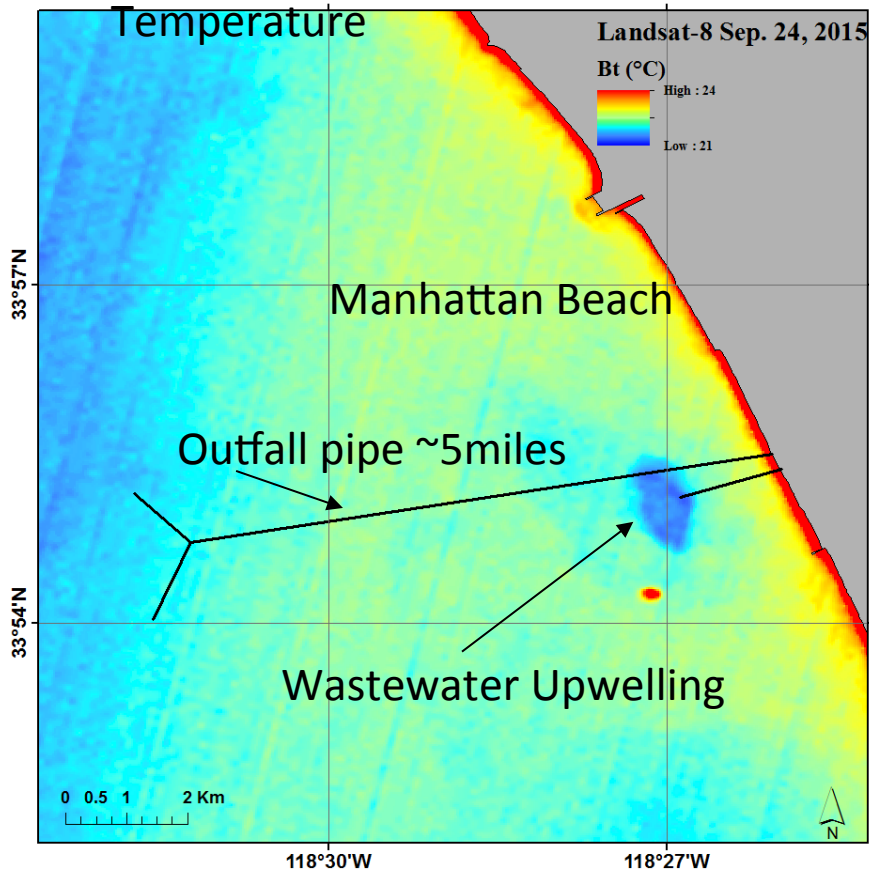 Temperature
Landsat-8 Sep. 24, 2015
Bt (°C)
High : 24
Low : 21
33°57'N
Manhattan Beach
Outfall pipe ~5miles
33°54'N
Wastewater Upwelling
0 0.5 1 2 Km
N
118°30'W
118°27'W